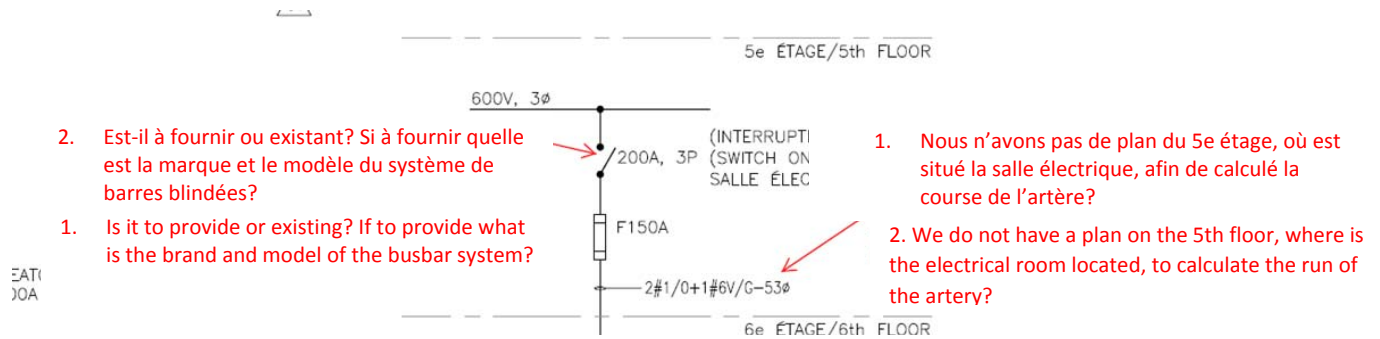 5e ÉTAGE/5th FLOOR
600V, 3ø
2. Est-il à fournir ou existant? Si à fournir quelle
est la marque et le modèle du système de
barres blindées?
1. Is it to provide or existing? If to provide what
is the brand and model of the busbar system?
200A, 3P
(INTERRUPTI
(SWITCH ON
SALLE ÉLEC
F150A
2#1/0+1#6V/G-53ø
1. Nous n’avons pas de plan du 5e étage, où est
situé la salle électrique, afin de calculé la
course de l’artère?
2. We do not have a plan on the 5th floor, where is
the electrical room located, to calculate the run of
the artery?
00A
6e ÉTAGE/6th FLOOR